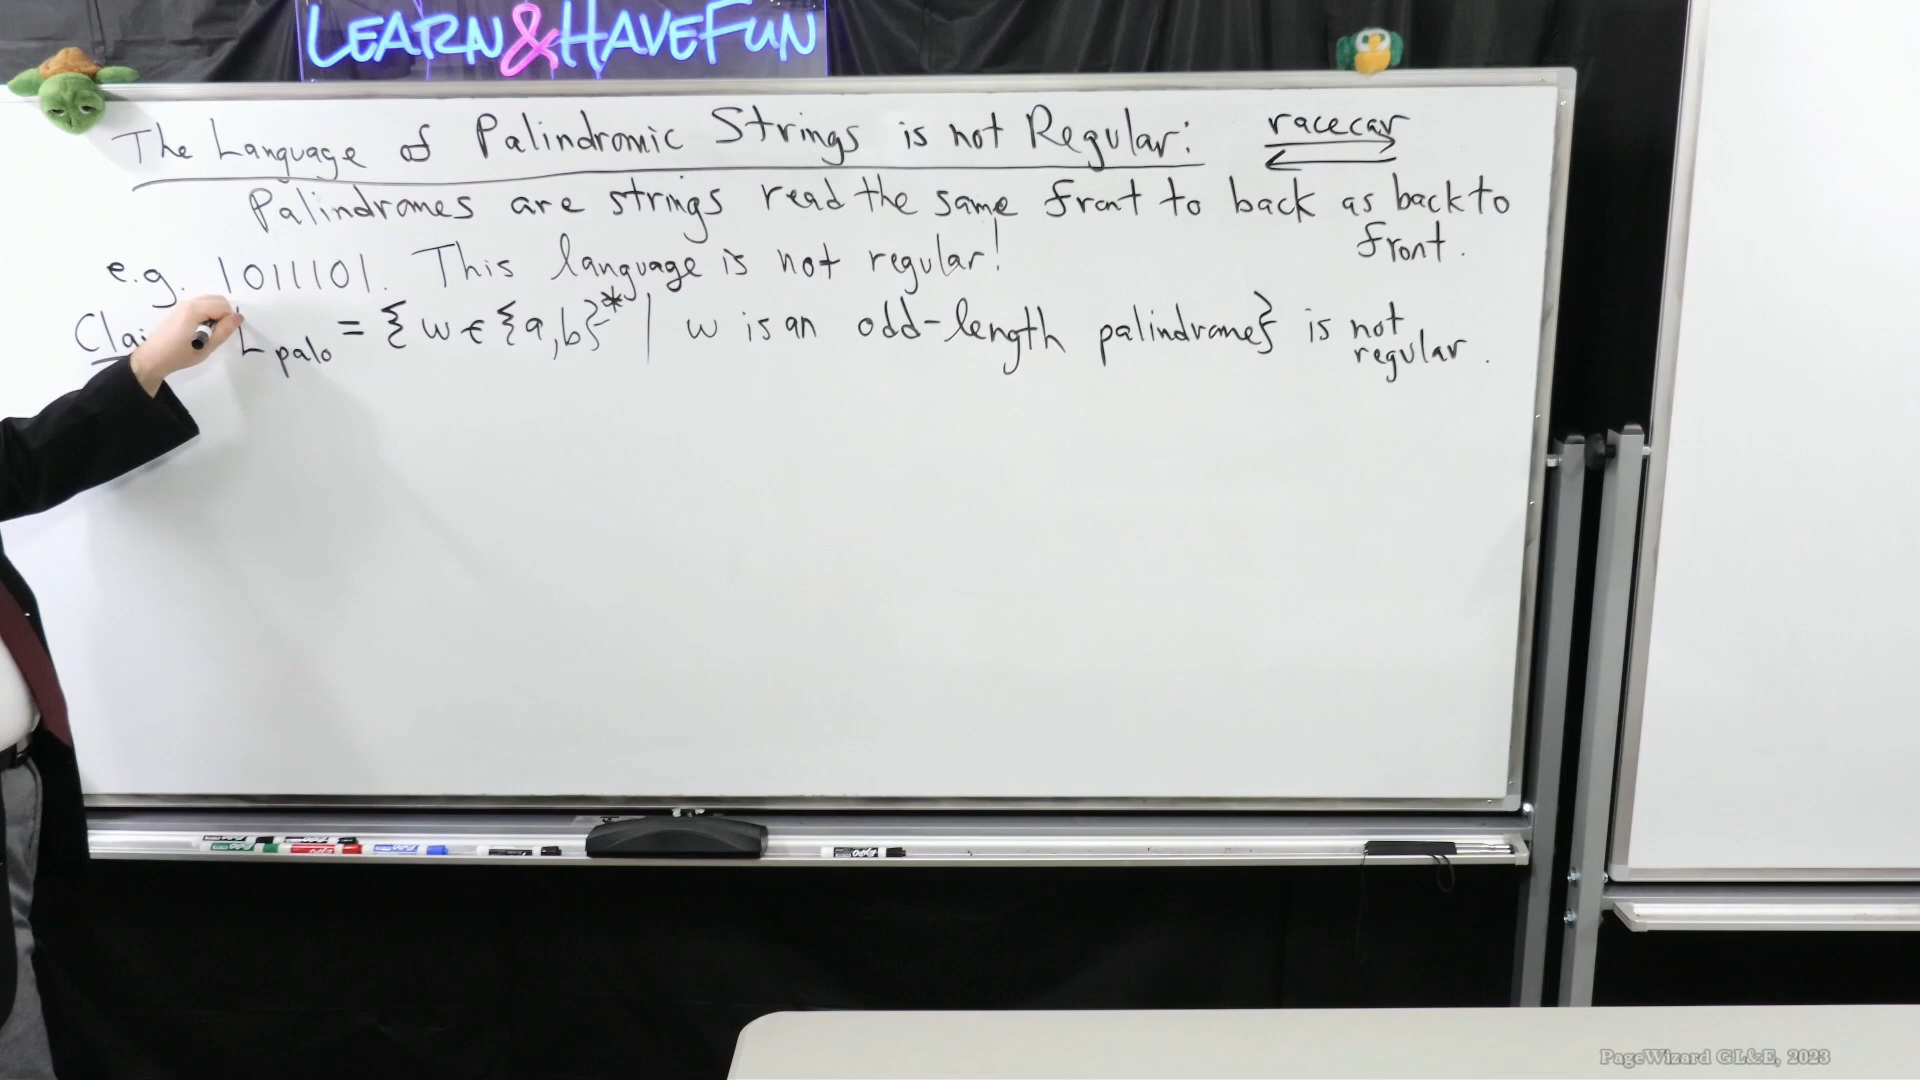 LEARN&HAVEFUN
The Language of Palindromic Strings is not Regular: racecar
Palindromes are strings read the same front to back as back to
front.
e.g. 1011101. This language is not regular!
Lpalo = {w ∈ {a,b}* | w is an odd-length palindrome} is not
regular.
PageWizard GL&E, 2023